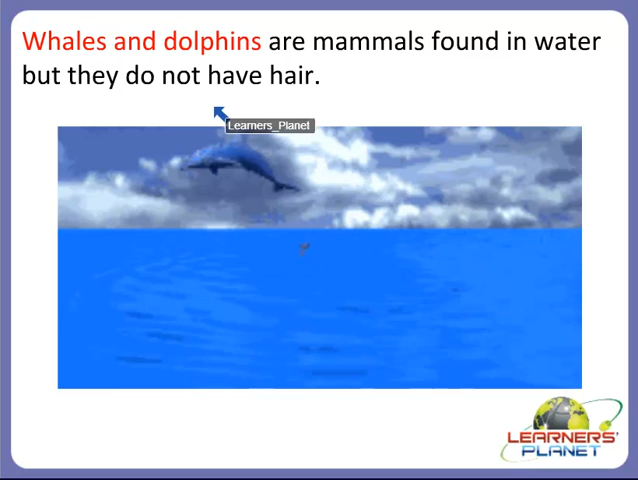 Whales and dolphins are mammals found in water
but they do not have hair.
Learners_Planet
LEARNERS'
PLANET